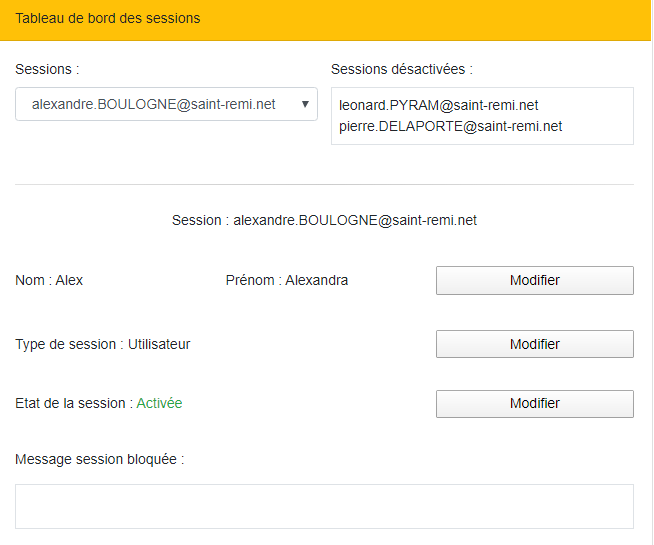 Tableau de bord des sessions
Sessions :
Sessions désactivées :
alexandre.BOULOGNE@saint-remi.net
leonard.PYRAM@saint-remi.net
pierre.DELAPORTE@saint-remi.net
Session : alexandre.BOULOGNE@saint-remi.net
Nom : Alex
Prénom : Alexandra
Modifier
Type de session : Utilisateur
Modifier
Etat de la session : Activée
Modifier
Message session bloquée :